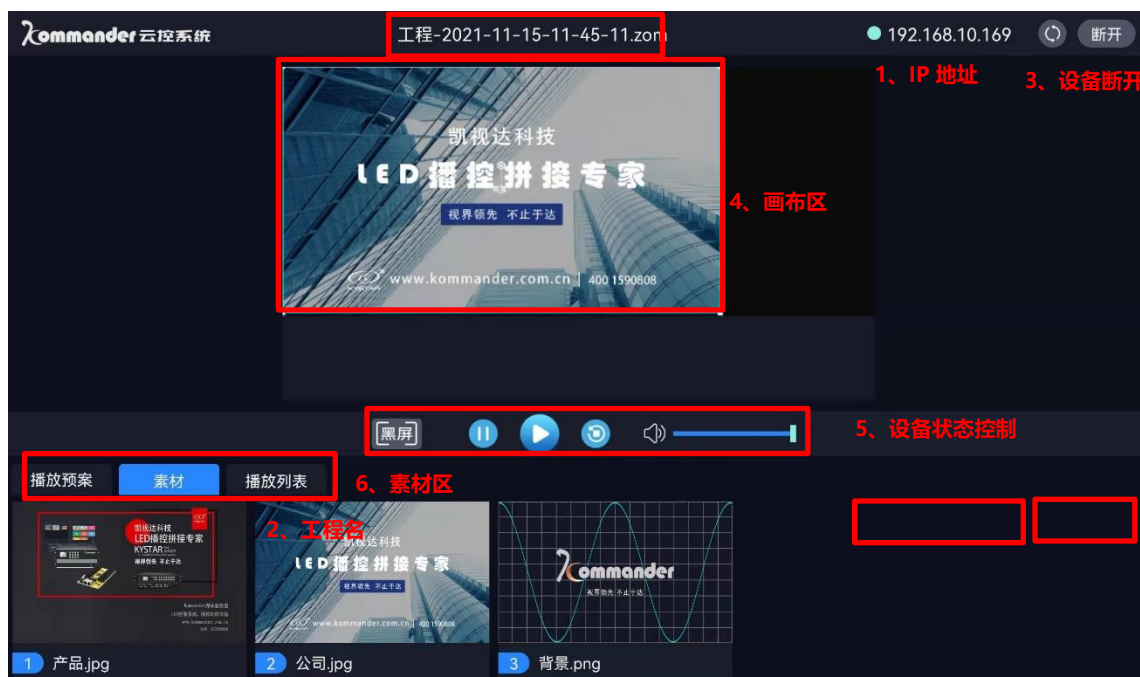 Kommander云控系统
工程-2021-11-15-11-45-11.zom
192.168.10.169
断开
1、IP 地址
3、设备断开
凯视达科技
LED播控拼接专家
视界领先 不止于达
www.kommander.com.cn | 400 1590808
4、画布区
黑屏
5、设备状态控制
播放预案
素材
播放列表
6、素材区
凯视达科技
LED播控拼接专家
KYSTAR
视界领先 不止于达
2、工程名
凯视达科技
LED播控拼接专家
视界领先 不止于达
www.kommander.com.cn | 400 1590808
Kommander
视界领先 不止于达
1 产品.jpg
2 公司.jpg
3 背景.png